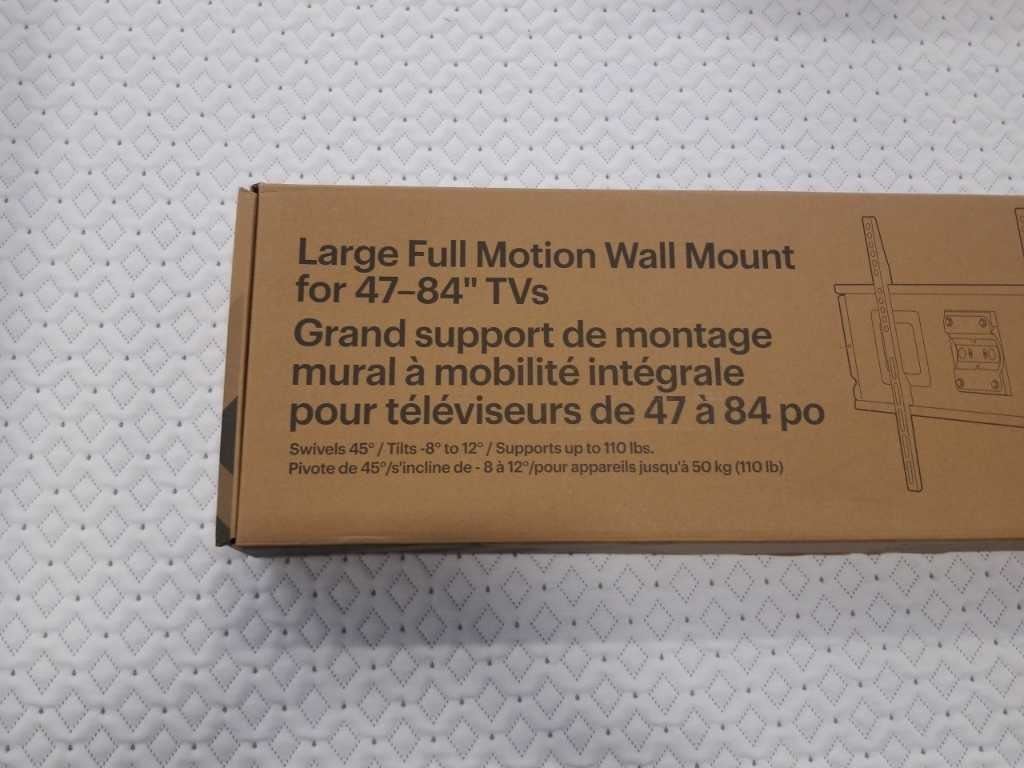 Large Full Motion Wall Mount
for 47–84" TVs
Grand support de montage
mural à mobilité intégrale
pour téléviseurs de 47 à 84 po
Swivels 45° / Tilts -8° to 12° / Supports up to 110 lbs.
Pivote de 45°/s'incline de - 8 à 12°/pour appareils jusqu'à 50 kg (110 lb)